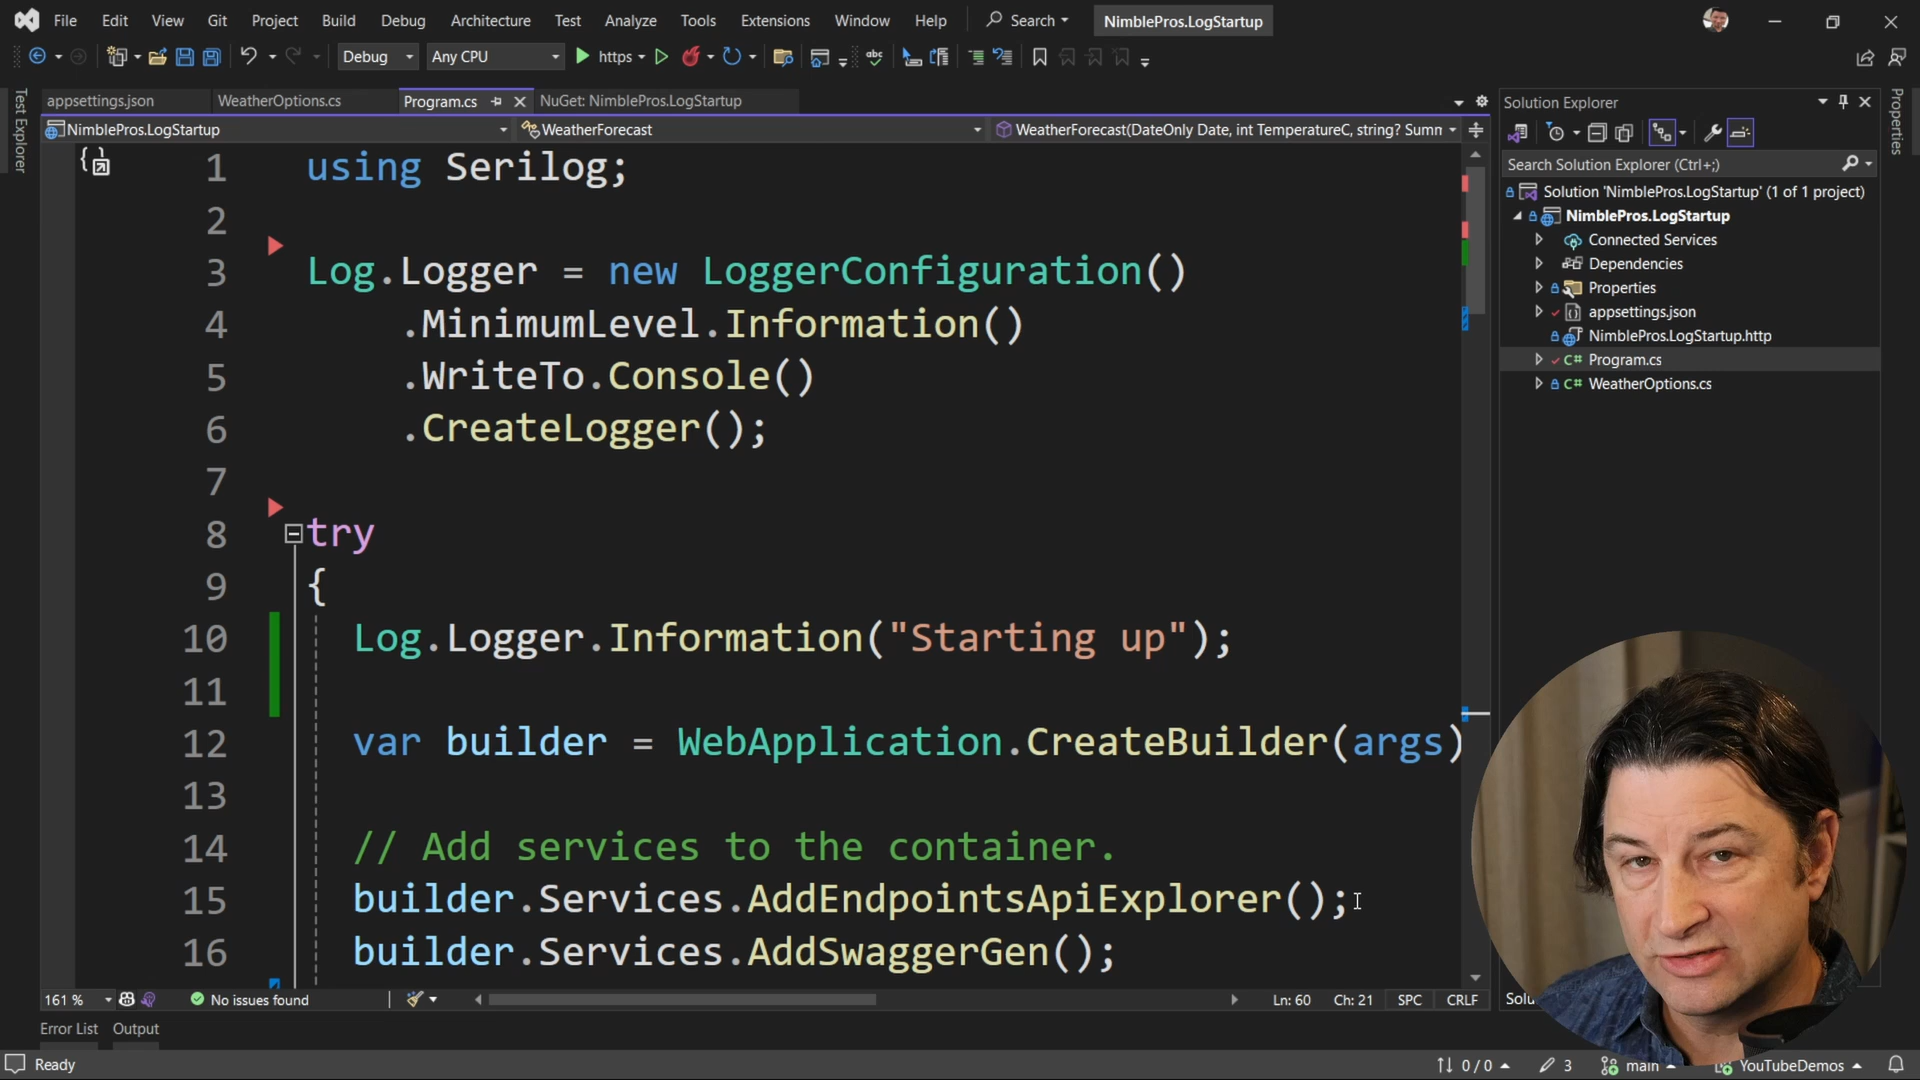 File Edit View Git Project Build Debug Architecture Test Analyze Tools Extensions Window Help Search NimblePros.LogStartup
Debug Any CPU https
Test Explorer
appsettings.json WeatherOptions.cs Program.cs NuGet: NimblePros.LogStartup
NimblePros.LogStartup WeatherForecast WeatherForecast(DateOnly Date, int TemperatureC, string? Summ
1 using Serilog;
2
3 Log.Logger = new LoggerConfiguration()
4 .MinimumLevel.Information()
5 .WriteTo.Console()
6 .CreateLogger();
7
8 try
9 {
10 Log.Logger.Information("Starting up");
11
12 var builder = WebApplication.CreateBuilder(args)
13
14 // Add services to the container.
15 builder.Services.AddEndpointsApiExplorer();
16 builder.Services.AddSwaggerGen();
161 % No issues found Ln: 60 Ch: 21 SPC CRLF
Error List Output
Ready 0 / 0 3 main YouTubeDemos
Solution Explorer
Search Solution Explorer (Ctrl+;)
Solution 'NimblePros.LogStartup' (1 of 1 project)
NimblePros.LogStartup
Connected Services
Dependencies
Properties
appsettings.json
NimblePros.LogStartup.http
Program.cs
WeatherOptions.cs
Solu
Properties